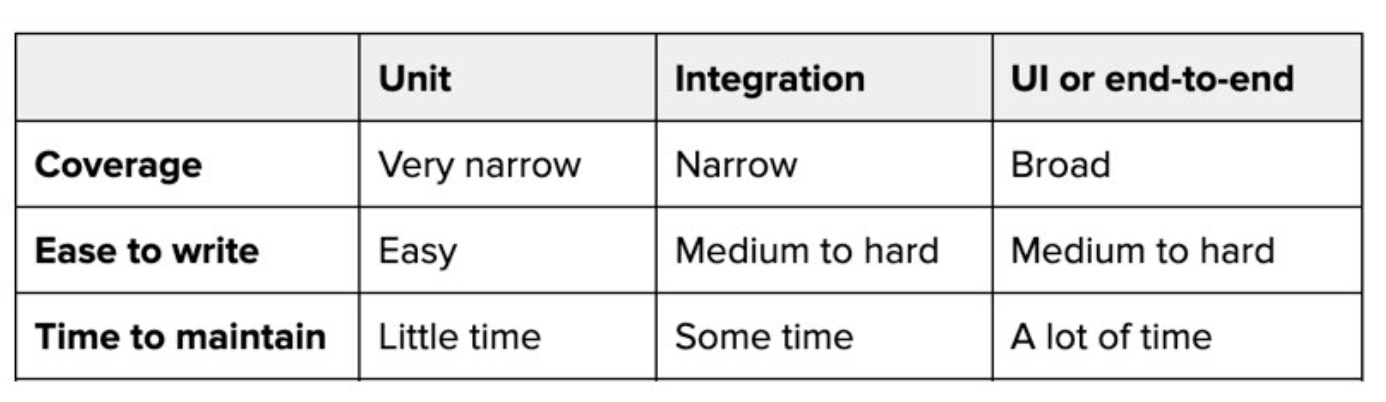 Unit Integration UI or end-to-end
Coverage Very narrow Narrow Broad
Ease to write Easy Medium to hard Medium to hard
Time to maintain Little time Some time A lot of time